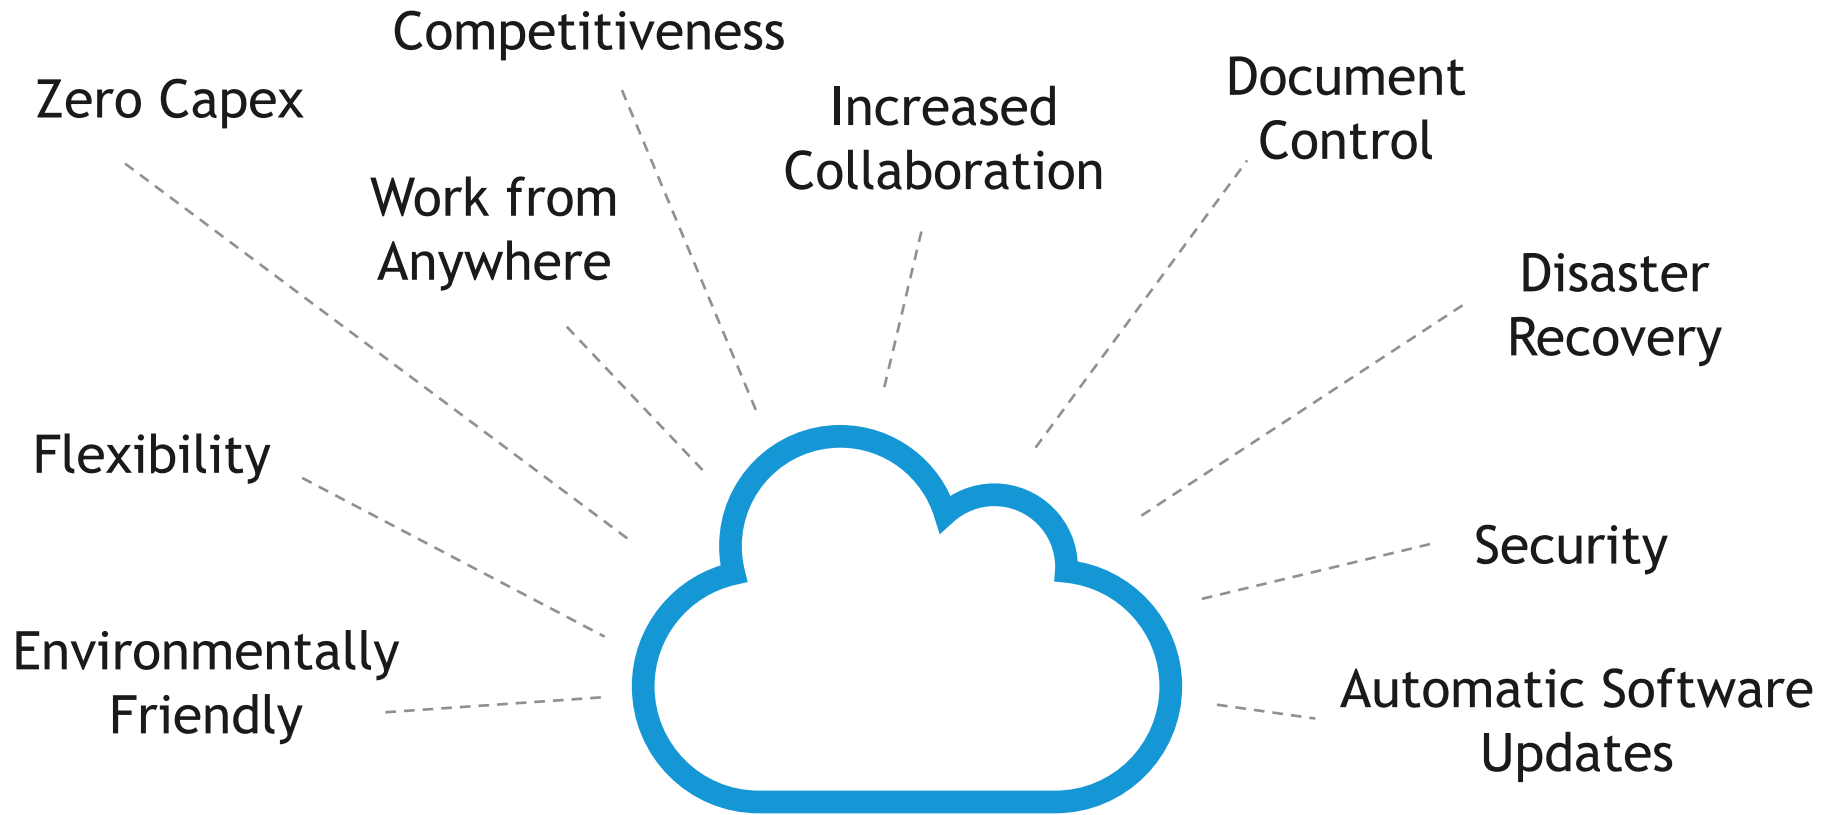 Competitiveness
Zero Capex
Document
Control
Increased
Collaboration
Work from
Anywhere
Disaster
Recovery
Flexibility
Security
Environmentally
Friendly
Automatic Software
Updates